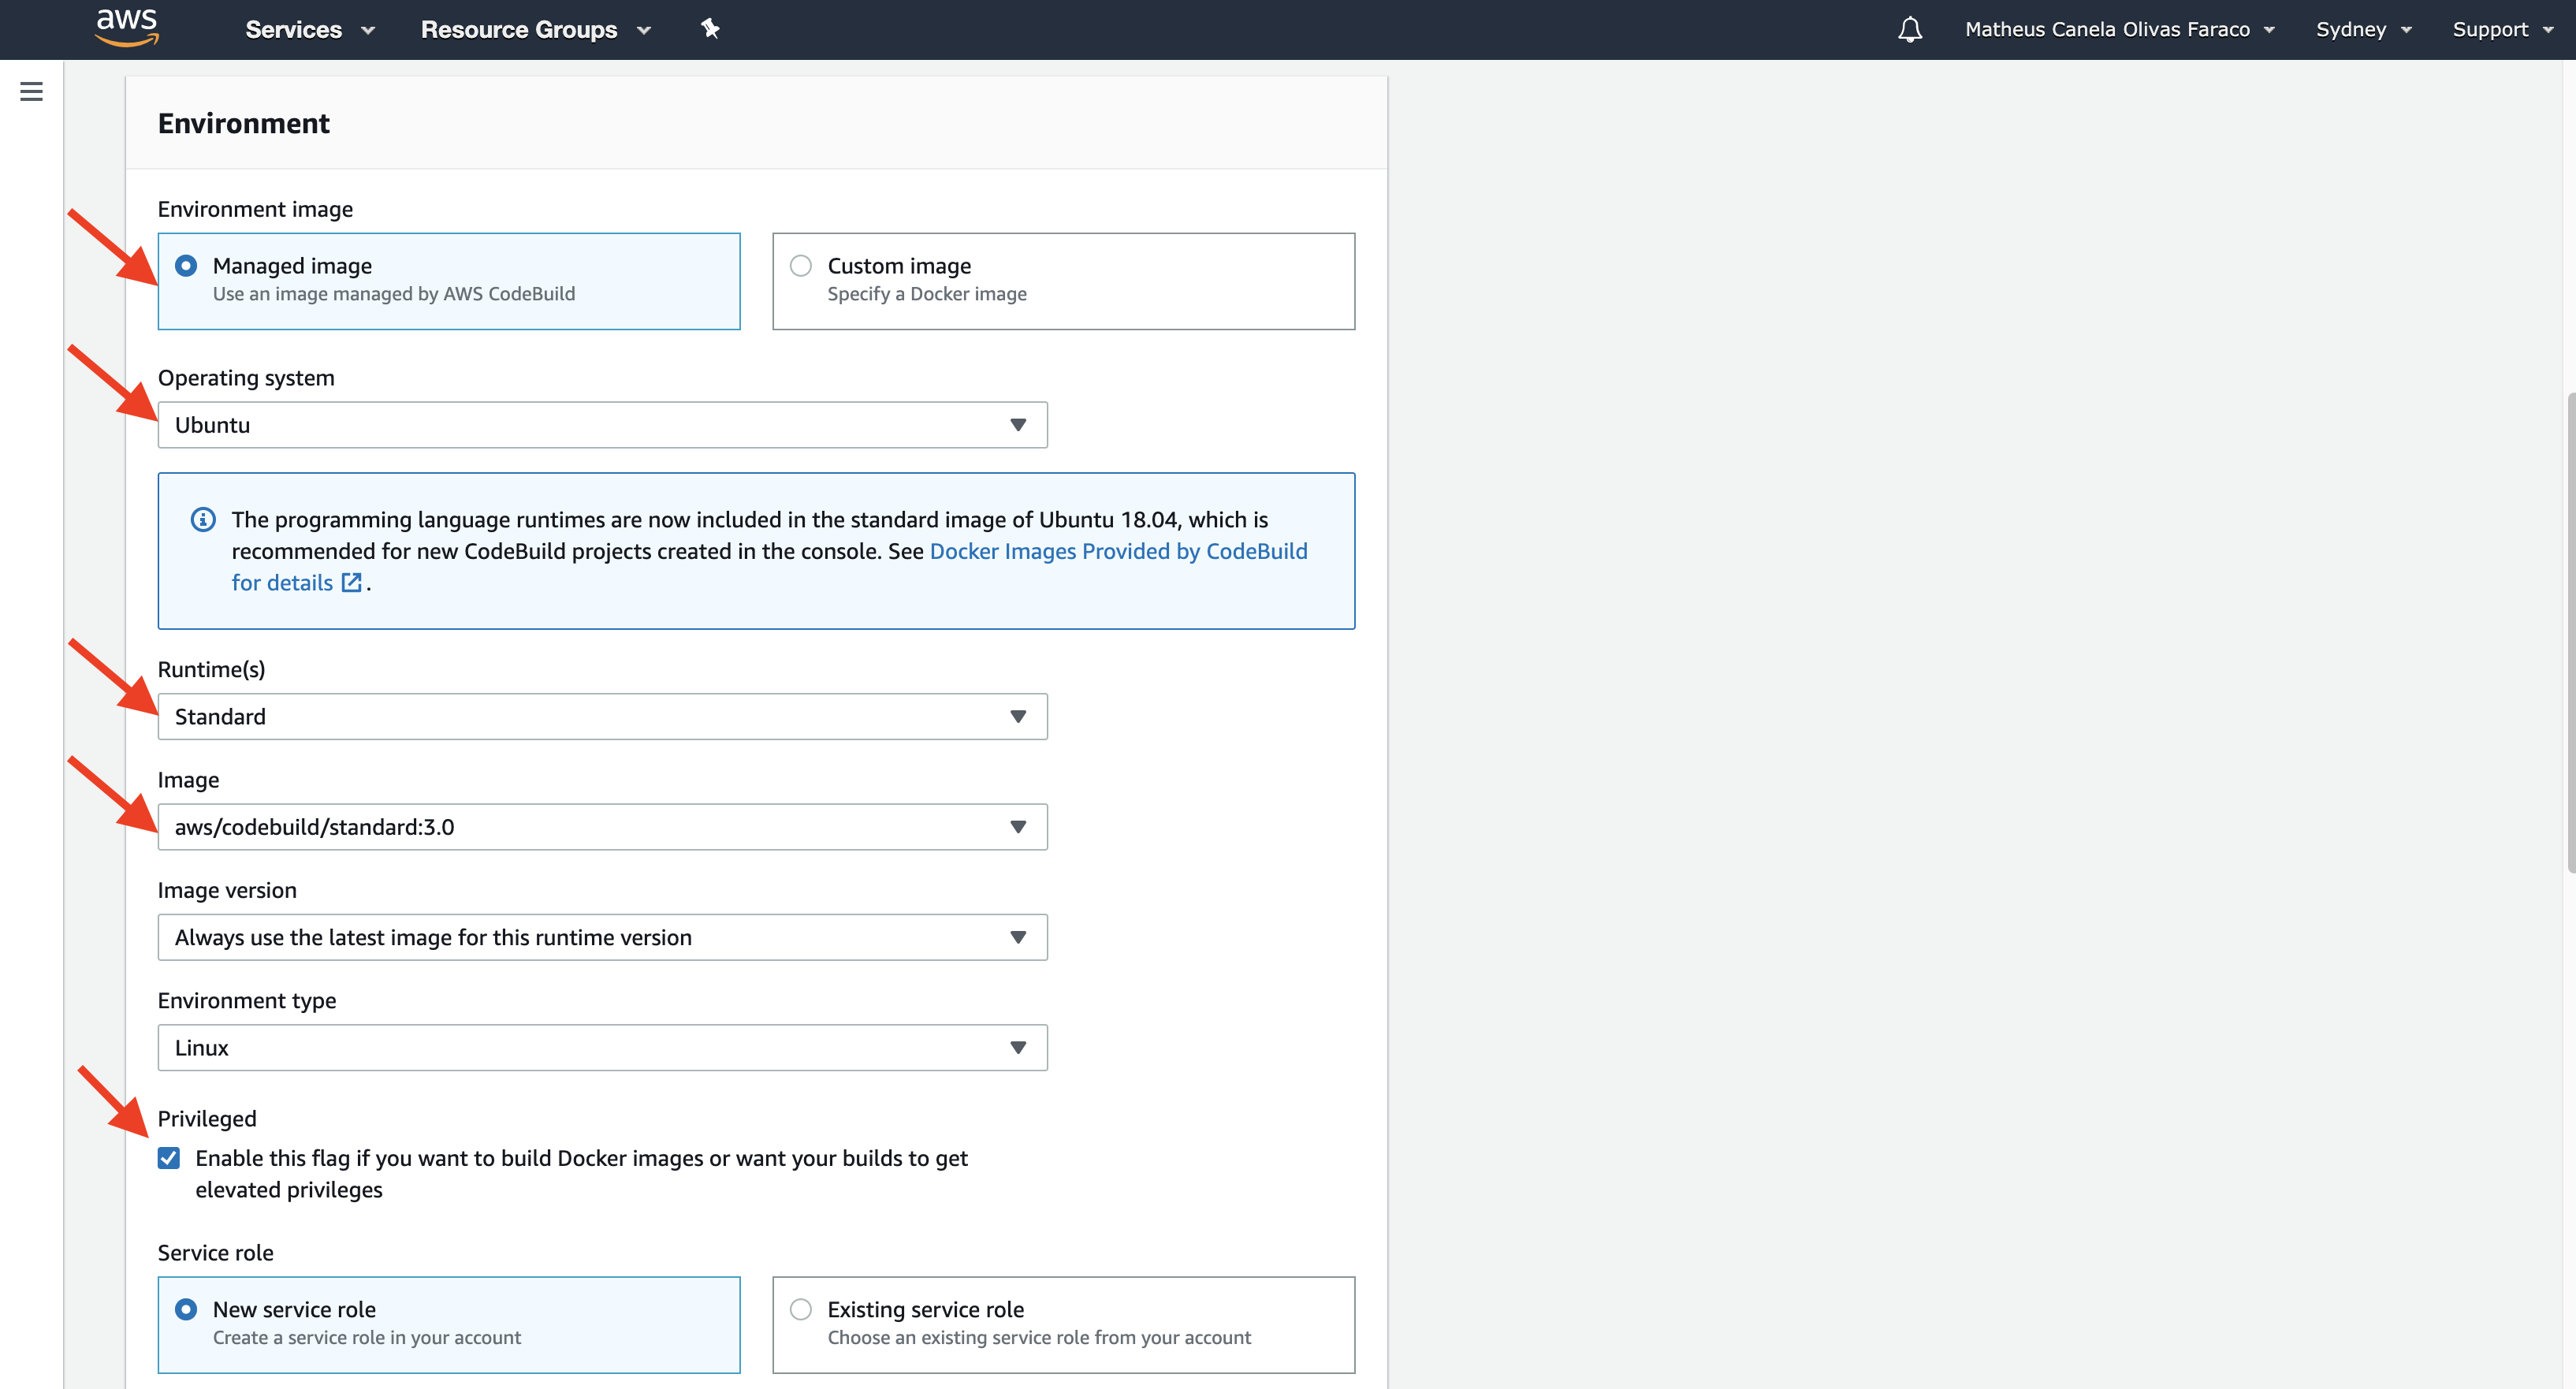 aws Services Resource Groups Matheus Canela Olivas Faraco Sydney Support
Environment
Environment image
Managed image
Use an image managed by AWS CodeBuild
Custom image
Specify a Docker image
Operating system
Ubuntu
The programming language runtimes are now included in the standard image of Ubuntu 18.04, which is
recommended for new CodeBuild projects created in the console. See Docker Images Provided by CodeBuild
for details .
Runtime(s)
Standard
Image
aws/codebuild/standard:3.0
Image version
Always use the latest image for this runtime version
Environment type
Linux
Privileged
Enable this flag if you want to build Docker images or want your builds to get
elevated privileges
Service role
New service role
Create a service role in your account
Existing service role
Choose an existing service role from your account